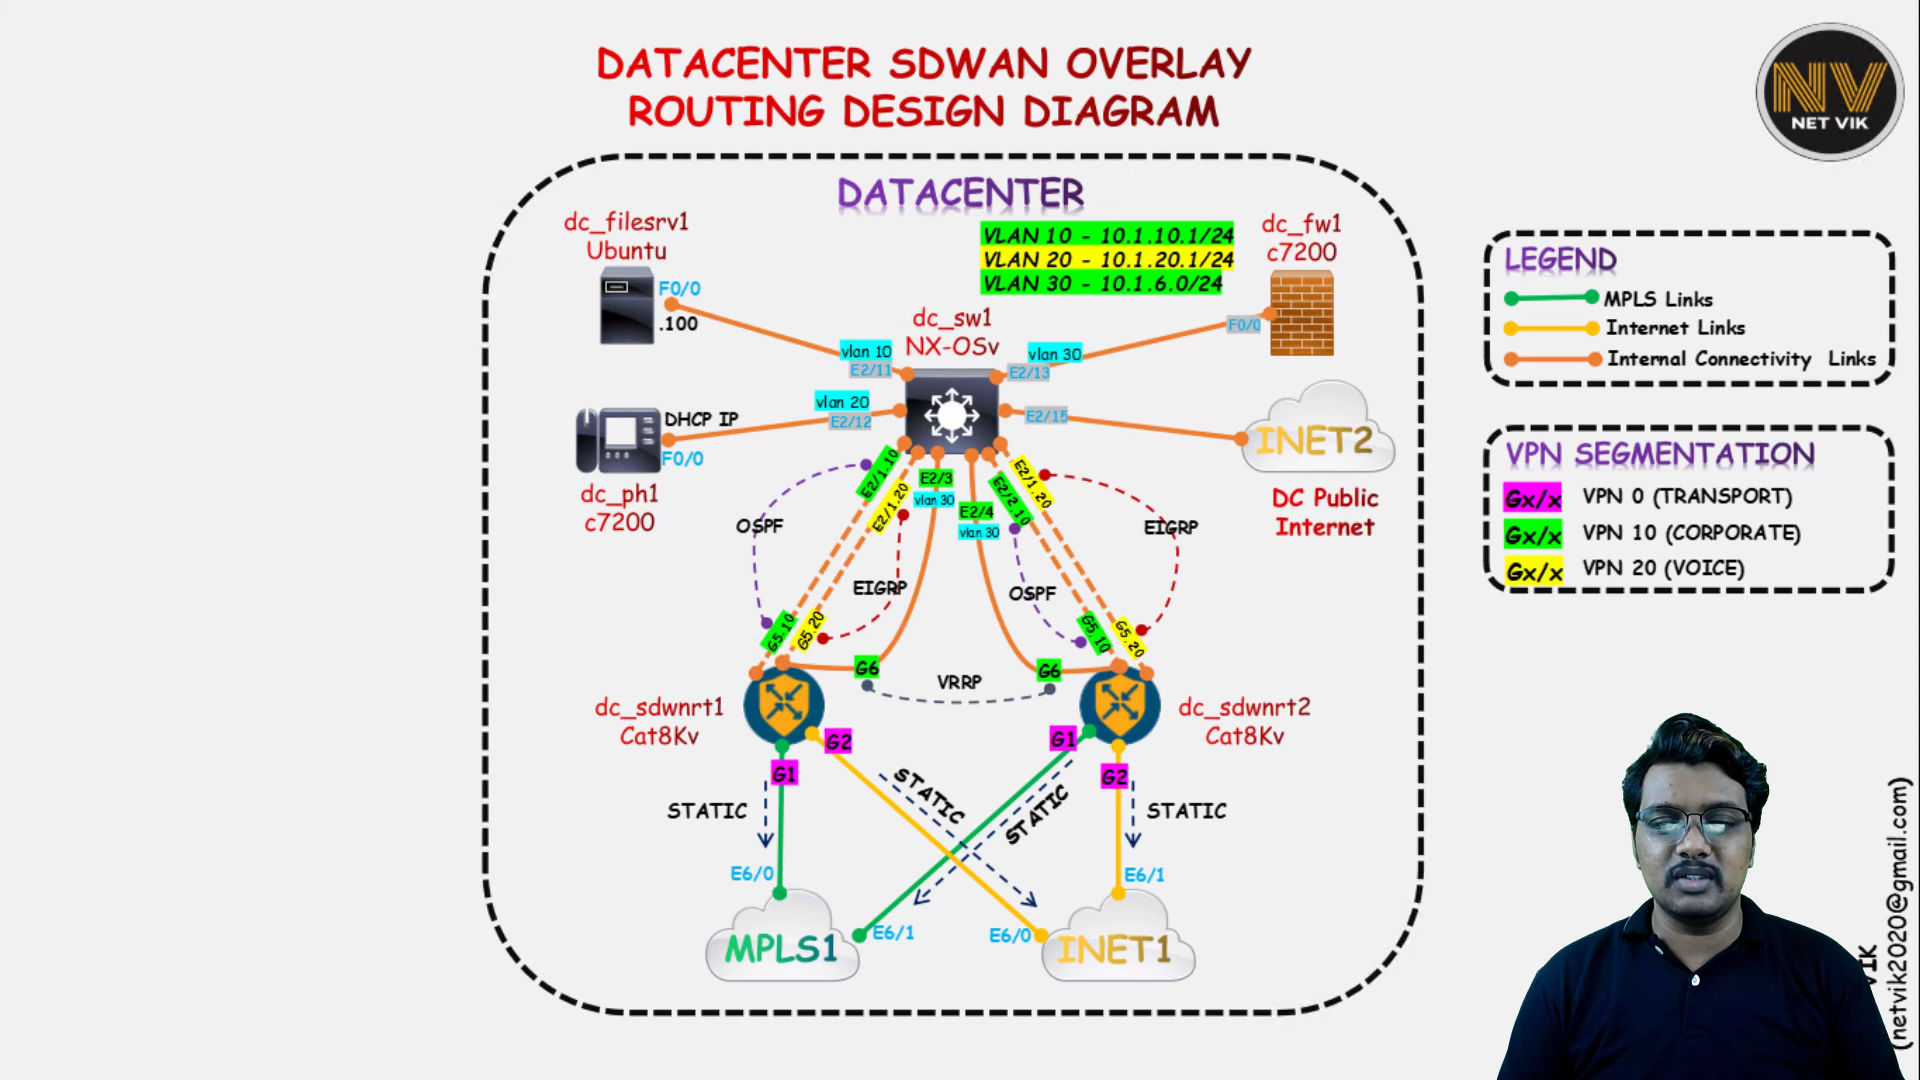 DATACENTER SDWAN OVERLAY
ROUTING DESIGN DIAGRAM
NV
NET VIK
DATACENTER
dc_filesrv1
Ubuntu
F0/0
.100
VLAN 10 - 10.1.10.1/24
VLAN 20 - 10.1.20.1/24
VLAN 30 - 10.1.6.0/24
dc_fw1
c7200
F0/0
dc_sw1
NX-OSv
vlan 10
E2/11
vlan 30
E2/13
vlan 20
E2/12
E2/15
DHCP IP
F0/0
dc_ph1
c7200
INET2
DC Public
Internet
E2/1.10
E2/1.20
E2/3
vlan 30
E2/4
vlan 30
E2/2.10
E2/1.20
OSPF
EIGRP
OSPF
EIGRP
G5.10
G5.20
G6
VRRP
G6
G5.10
G5.20
dc_sdwnrt1
Cat8Kv
dc_sdwnrt2
Cat8Kv
G2
G1
G1
G2
STATIC
STATIC
STATIC
STATIC
E6/0
E6/1
MPLS1
E6/1
E6/0
INET1
LEGEND
MPLS Links
Internet Links
Internal Connectivity Links
VPN SEGMENTATION
Gx/x VPN 0 (TRANSPORT)
Gx/x VPN 10 (CORPORATE)
Gx/x VPN 20 (VOICE)
VIK
(netvik2020@gmail.com)